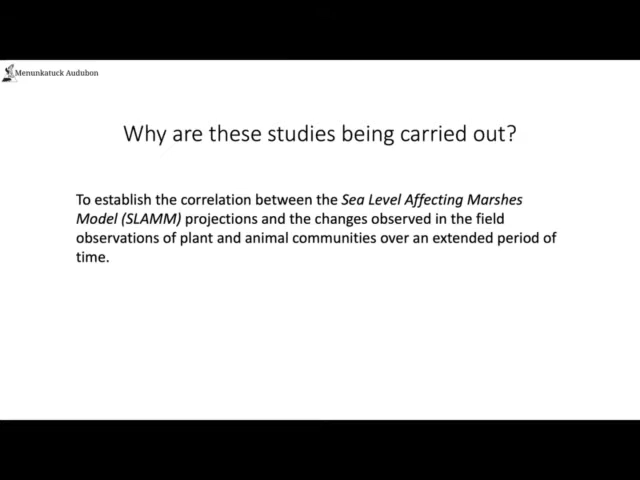 Menunkatuck Audubon
Why are these studies being carried out?
To establish the correlation between the Sea Level Affecting Marshes
Model (SLAMM) projections and the changes observed in the field
observations of plant and animal communities over an extended period of
time.